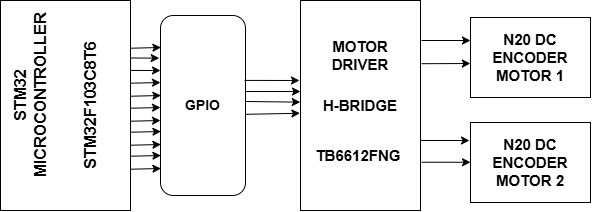 STM32
MICROCONTROLLER
STM32F103C8T6
GPIO
MOTOR
DRIVER
H-BRIDGE
TB6612FNG
N20 DC
ENCODER
MOTOR 1
N20 DC
ENCODER
MOTOR 2